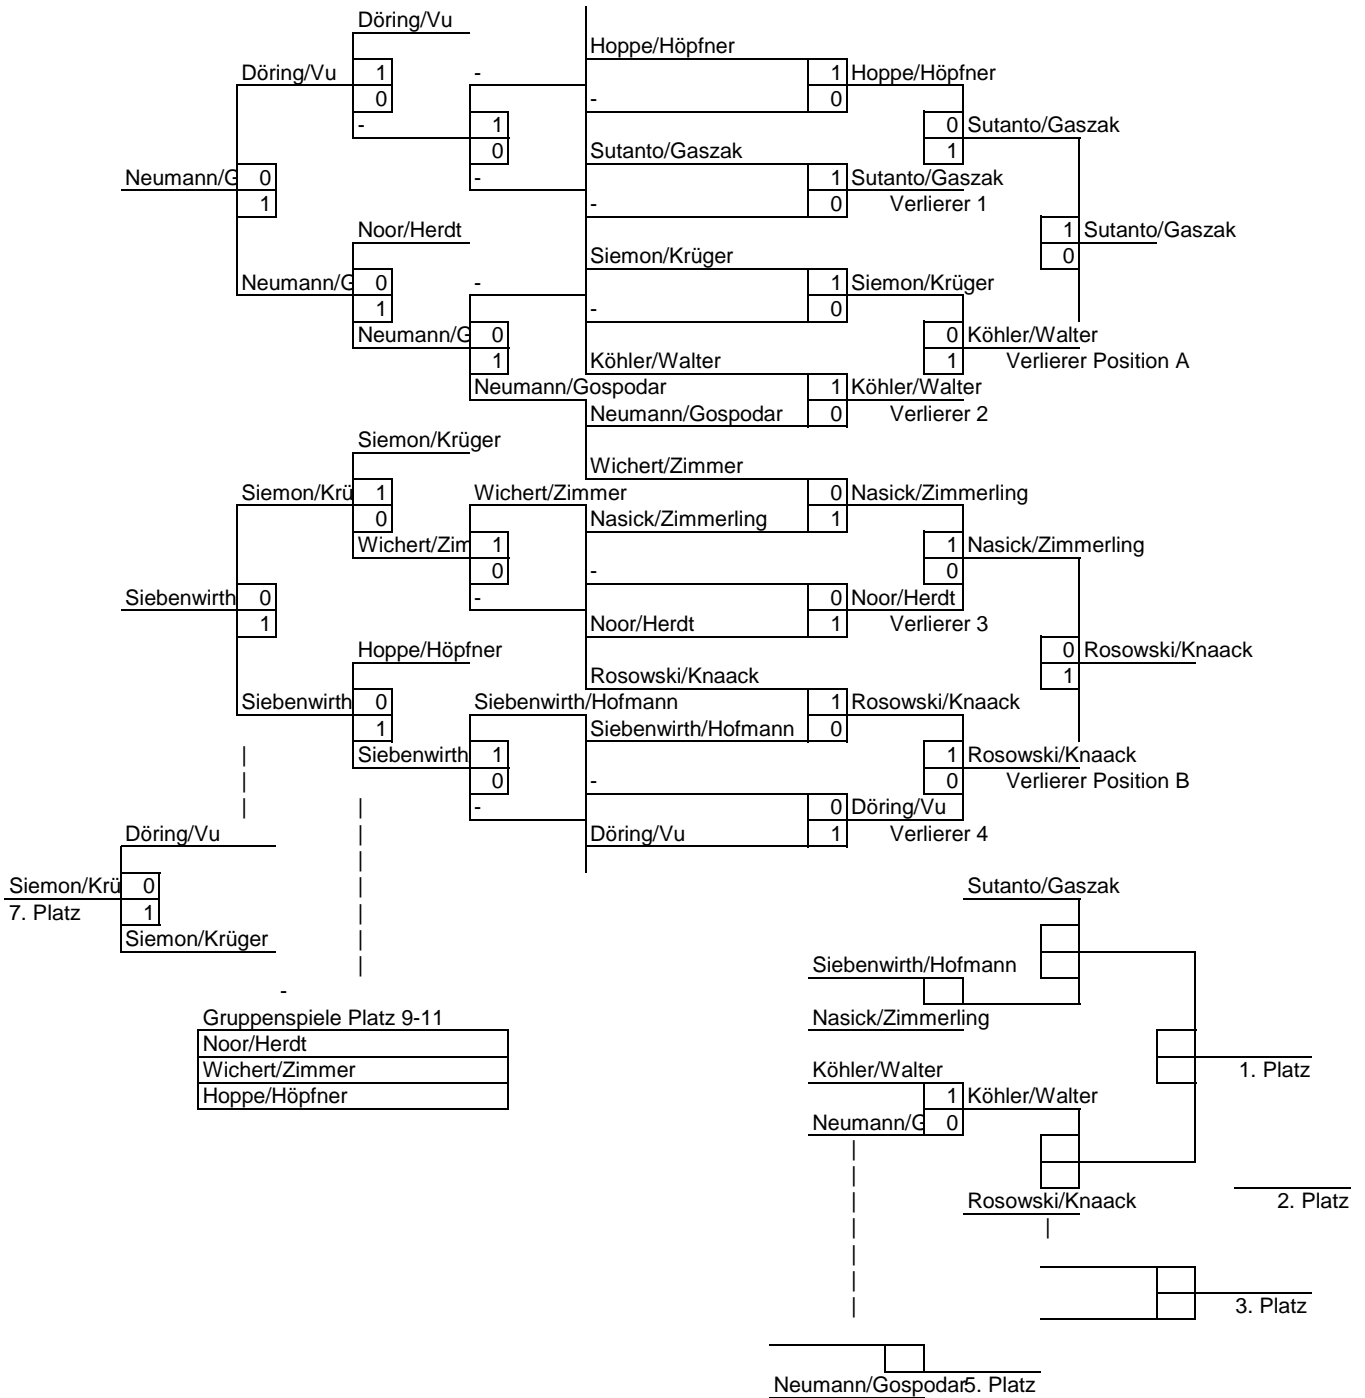 Döring/Vu
Hoppe/Höpfner
Döring/Vu 1 - 1 Hoppe/Höpfner
0 - 0
- 1 0 Sutanto/Gaszak
0 Sutanto/Gaszak 1
Neumann/G 0 - 1 Sutanto/Gaszak
1 - 0 Verlierer 1
Noor/Herdt 1 Sutanto/Gaszak
Siemon/Krüger 0
Neumann/G 0 - 1 Siemon/Krüger
1 - 0
Neumann/G 0 0 Köhler/Walter
1 Köhler/Walter 1 Verlierer Position A
Neumann/Gospodar 1 Köhler/Walter
Neumann/Gospodar 0 Verlierer 2
Siemon/Krüger
Wichert/Zimmer
Siemon/Krü 1 Wichert/Zimmer 0 Nasick/Zimmerling
0 Nasick/Zimmerling 1
Wichert/Zim 1 1 Nasick/Zimmerling
0 - 0
Siebenwirth 0 - 0 Noor/Herdt
1 Noor/Herdt 1 Verlierer 3
Hoppe/Höpfner 0 Rosowski/Knaack
Rosowski/Knaack 1
Siebenwirth 0 Siebenwirth/Hofmann 1 Rosowski/Knaack
1 Siebenwirth/Hofmann 0
Siebenwirth 1 1 Rosowski/Knaack
0 - 0 Verlierer Position B
- 0 Döring/Vu
Döring/Vu Döring/Vu 1 Verlierer 4
Siemon/Krü 0 Sutanto/Gaszak
7. Platz 1
Siemon/Krüger
Siebenwirth/Hofmann
-
Gruppenspiele Platz 9-11 Nasick/Zimmerling
Noor/Herdt
Wichert/Zimmer Köhler/Walter 1. Platz
Hoppe/Höpfner 1 Köhler/Walter
Neumann/G 0
Rosowski/Knaack 2. Platz
3. Platz
Neumann/Gospodar 5. Platz